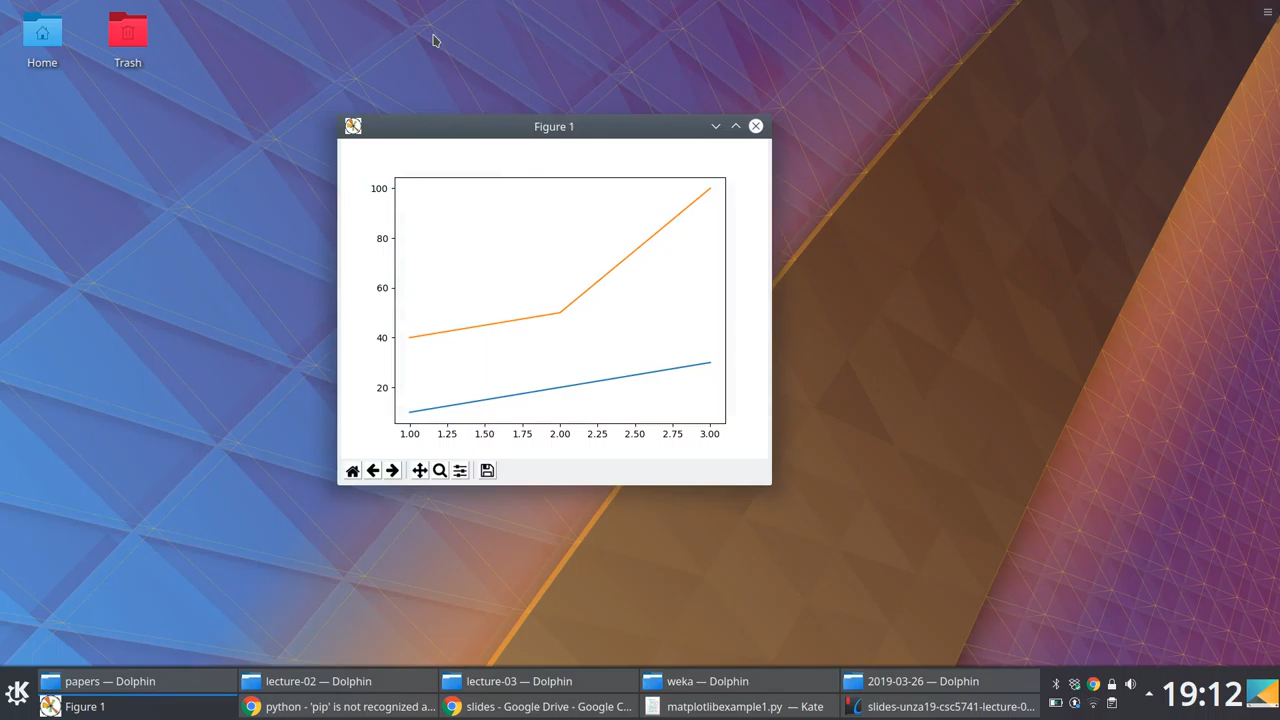 Home
Trash
Figure 1
100
80
60
40
20
1.00 1.25 1.50 1.75 2.00 2.25 2.50 2.75 3.00
papers — Dolphin
lecture-02 — Dolphin
lecture-03 — Dolphin
weka — Dolphin
2019-03-26 — Dolphin
Figure 1
python - 'pip' is not recognized a...
slides - Google Drive - Google C...
matplotlibexample1.py — Kate
slides-unza19-csc5741-lecture-0...
19:12